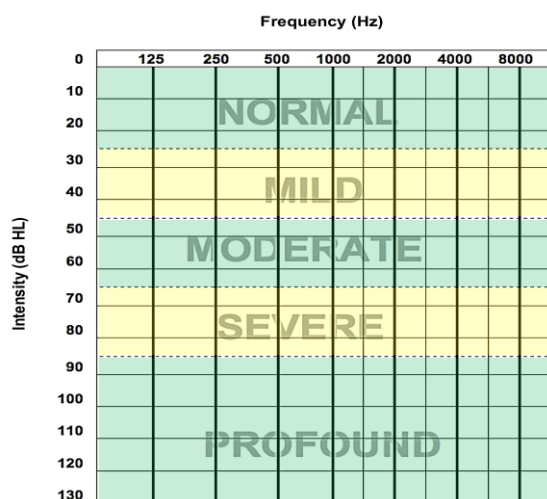 Frequency (Hz)
0 125 250 500 1000 2000 4000 8000
10
NORMAL
20
30
MILD
40
50
MODERATE
60
70
SEVERE
80
90
100
110
PROFOUND
120
130
Intensity (dB HL)